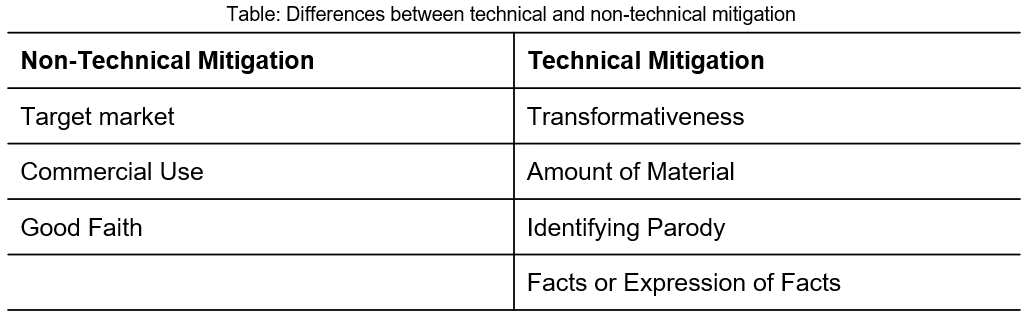 Table: Differences between technical and non-technical mitigation
Non-Technical Mitigation Technical Mitigation
Target market Transformativeness
Commercial Use Amount of Material
Good Faith Identifying Parody
Facts or Expression of Facts